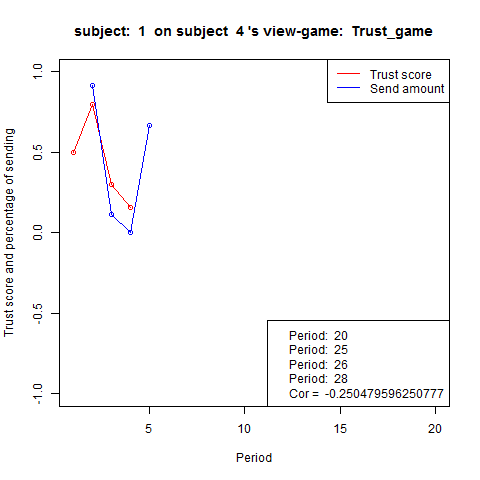 subject: 1 on subject 4 's view-game: Trust_game
Trust score
Send amount
1.0
0.5
0.0
-0.5
-1.0
Trust score and percentage of sending
Period: 20
Period: 25
Period: 26
Period: 28
Cor = -0.250479596250777
5 10 15 20
Period